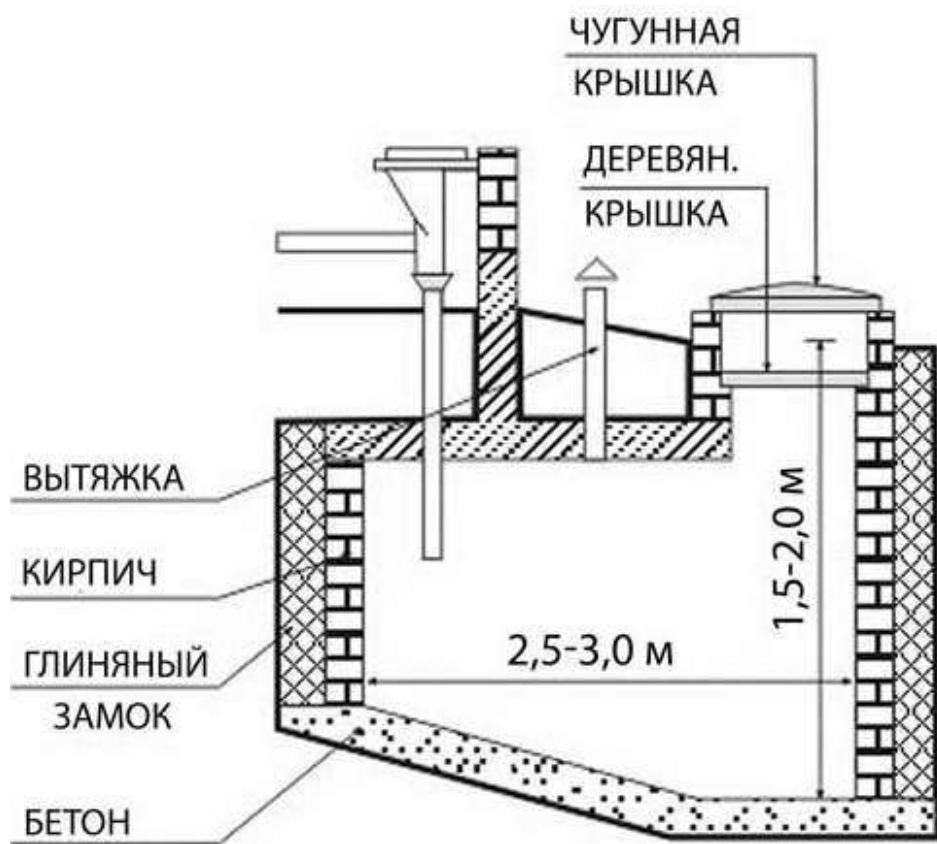 ЧУГУННАЯ
КРЫШКА
ДЕРЕВЯН.
КРЫШКА
ВЫТЯЖКА
КИРПИЧ
ГЛИНЯНЫЙ
ЗАМОК
БЕТОН
2,5-3,0 м
1,5-2,0 м